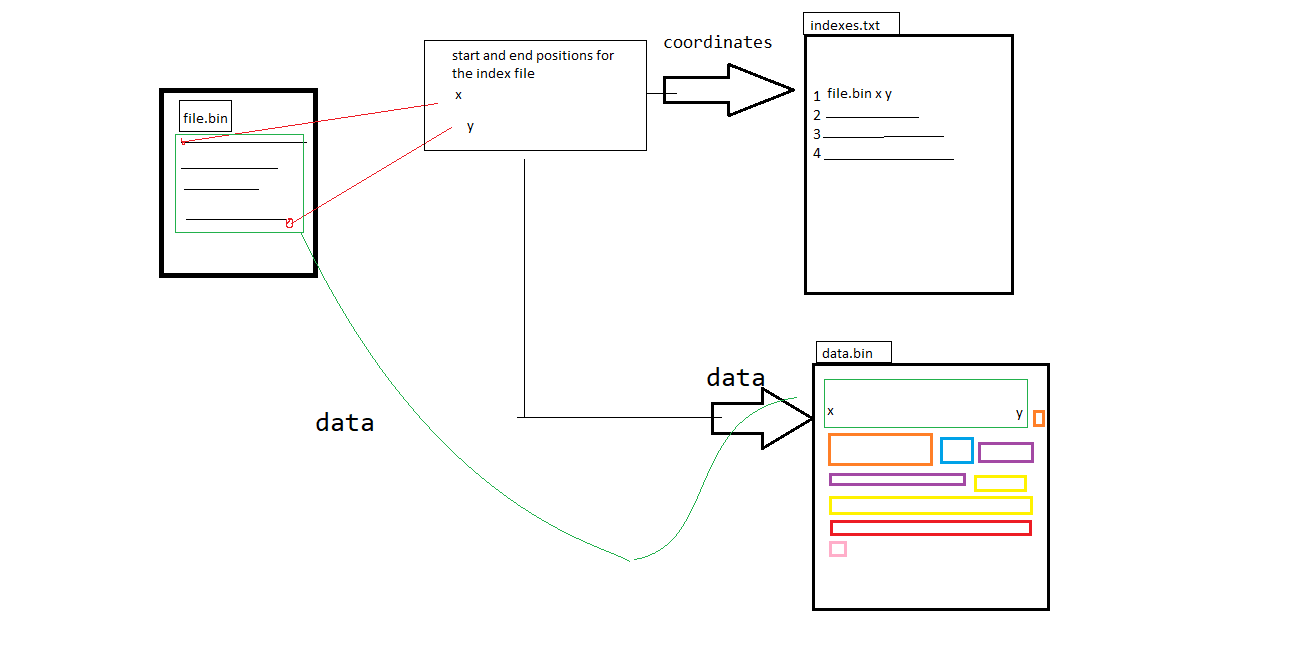 file.bin
start and end positions for
the index file
x
y
coordinates
indexes.txt
1 file.bin x y
2
3
4
data
data
data.bin
x y